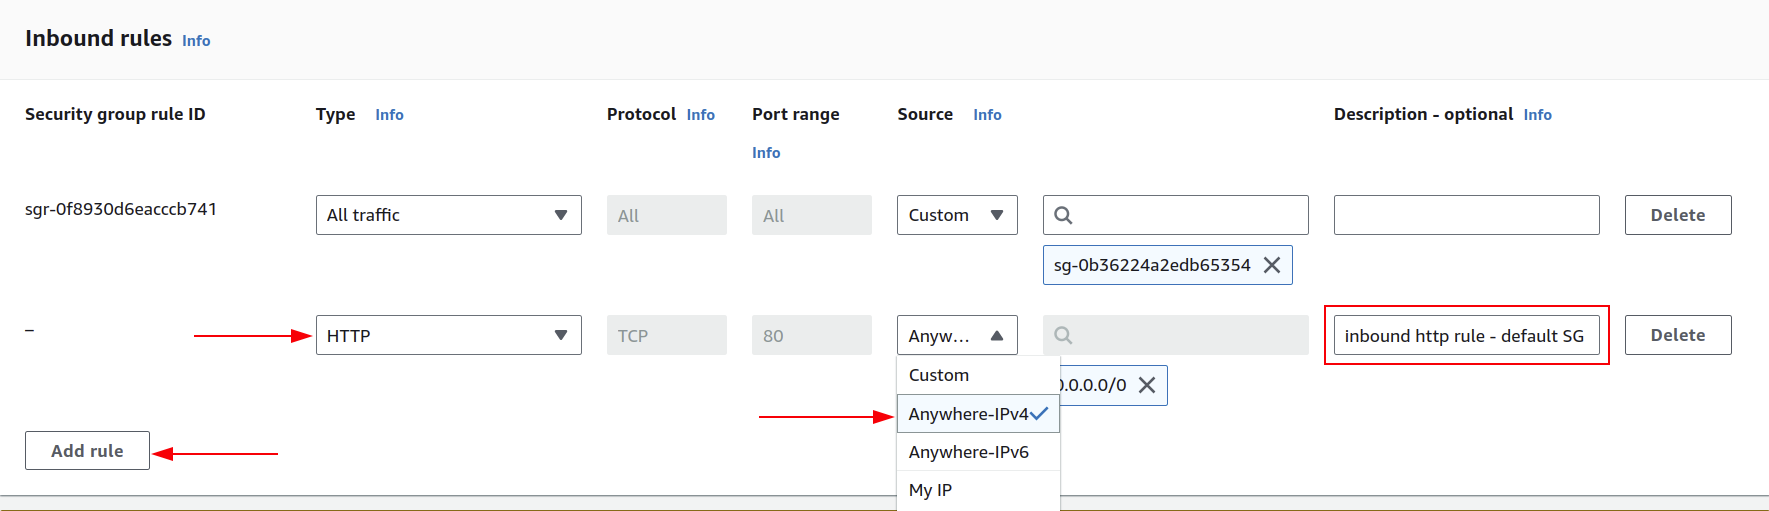 Inbound rules Info
Security group rule ID Type Info Protocol Info Port range Info Source Info Description - optional Info
sgr-0f8930d6eacccb741 All traffic All All Custom Delete
sg-0b36224a2edb65354
– HTTP TCP 80 Anyw... inbound http rule - default SG Delete
Custom
0.0.0.0/0
Anywhere-IPv4
Add rule
Anywhere-IPv6
My IP